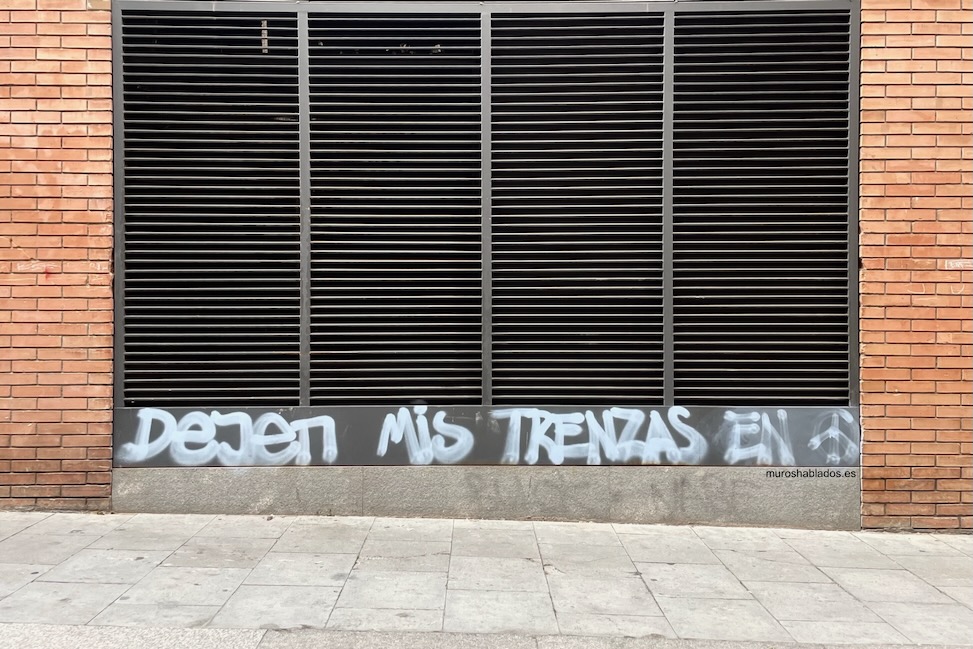 DeJen MiS TRENZAS EN ☮
muroshablados.es